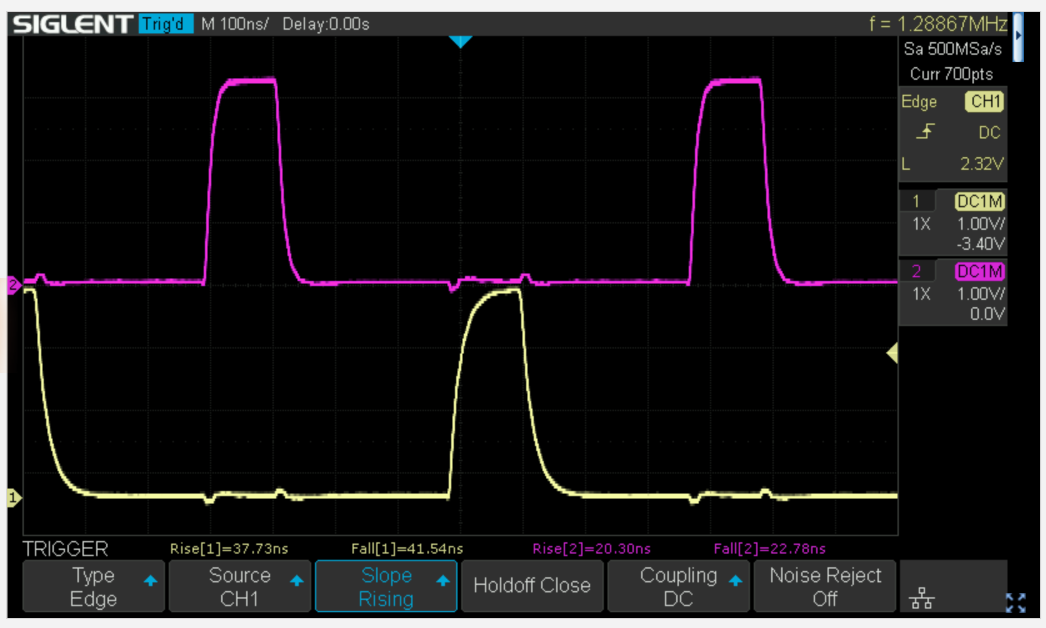 SIGLENT Trig'd M 100ns/ Delay:0.00s f = 1.28867MHz
Sa 500MSa/s
Curr 700pts
Edge CH1
DC
L 2.32V
1 DC1M
1X 1.00V/
-3.40V
2 DC1M
1X 1.00V/
0.0V
2
1
TRIGGER Rise[1]=37.73ns Fall[1]=41.54ns Rise[2]=20.30ns Fall[2]=22.78ns
Type Source Slope Holdoff Close Coupling Noise Reject
Edge CH1 Rising DC Off